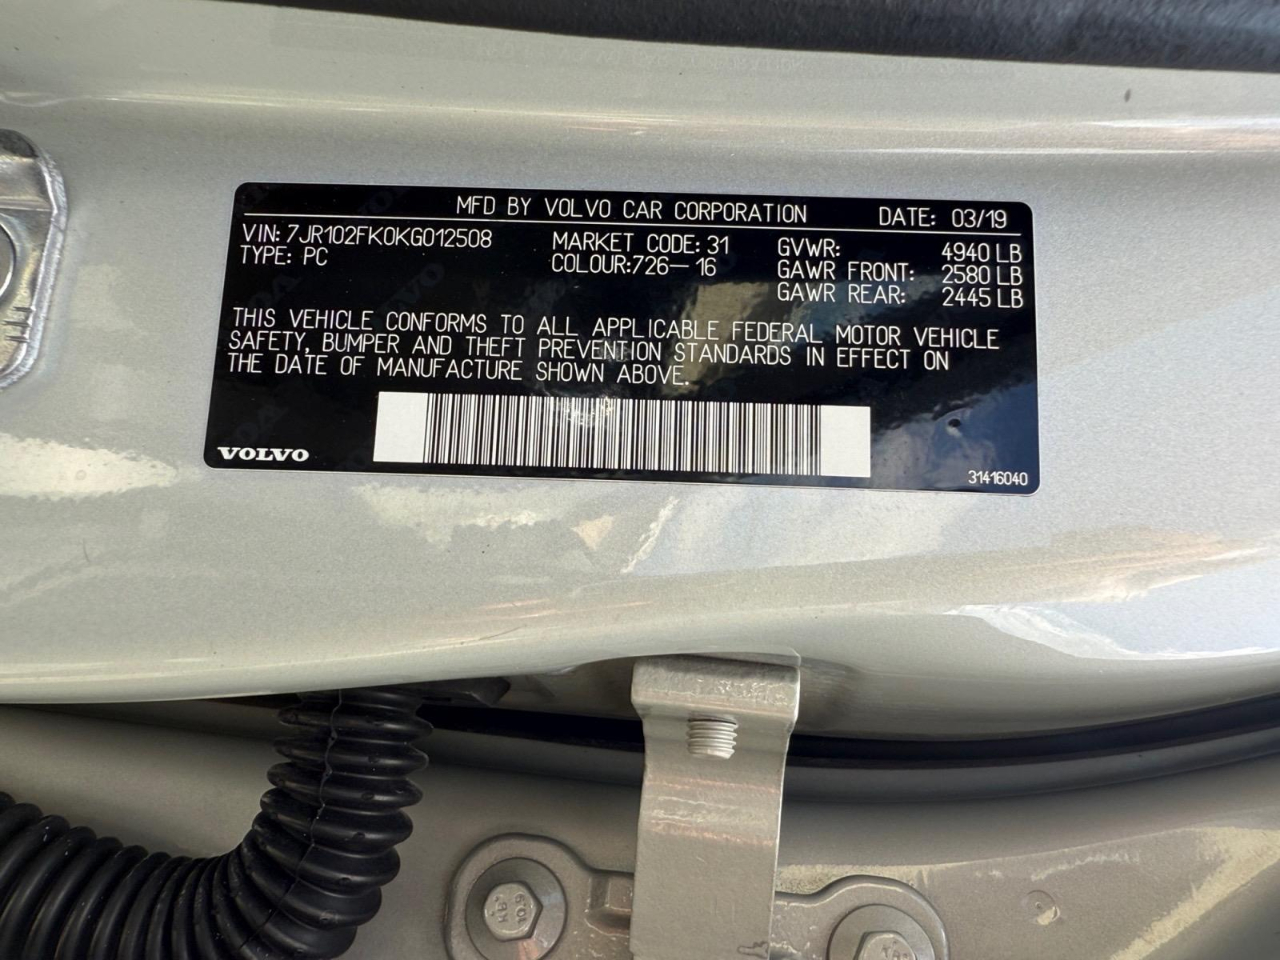 MFD BY VOLVO CAR CORPORATION DATE: 03/19
VIN: 7JR102FK0KG012508 MARKET CODE: 31 GVWR: 4940 LB
TYPE: PC COLOUR:726-16 GAWR FRONT: 2580 LB
GAWR REAR: 2445 LB
THIS VEHICLE CONFORMS TO ALL APPLICABLE FEDERAL MOTOR VEHICLE
SAFETY, BUMPER AND THEFT PREVENTION STANDARDS IN EFFECT ON
THE DATE OF MANUFACTURE SHOWN ABOVE.
VOLVO
31416040